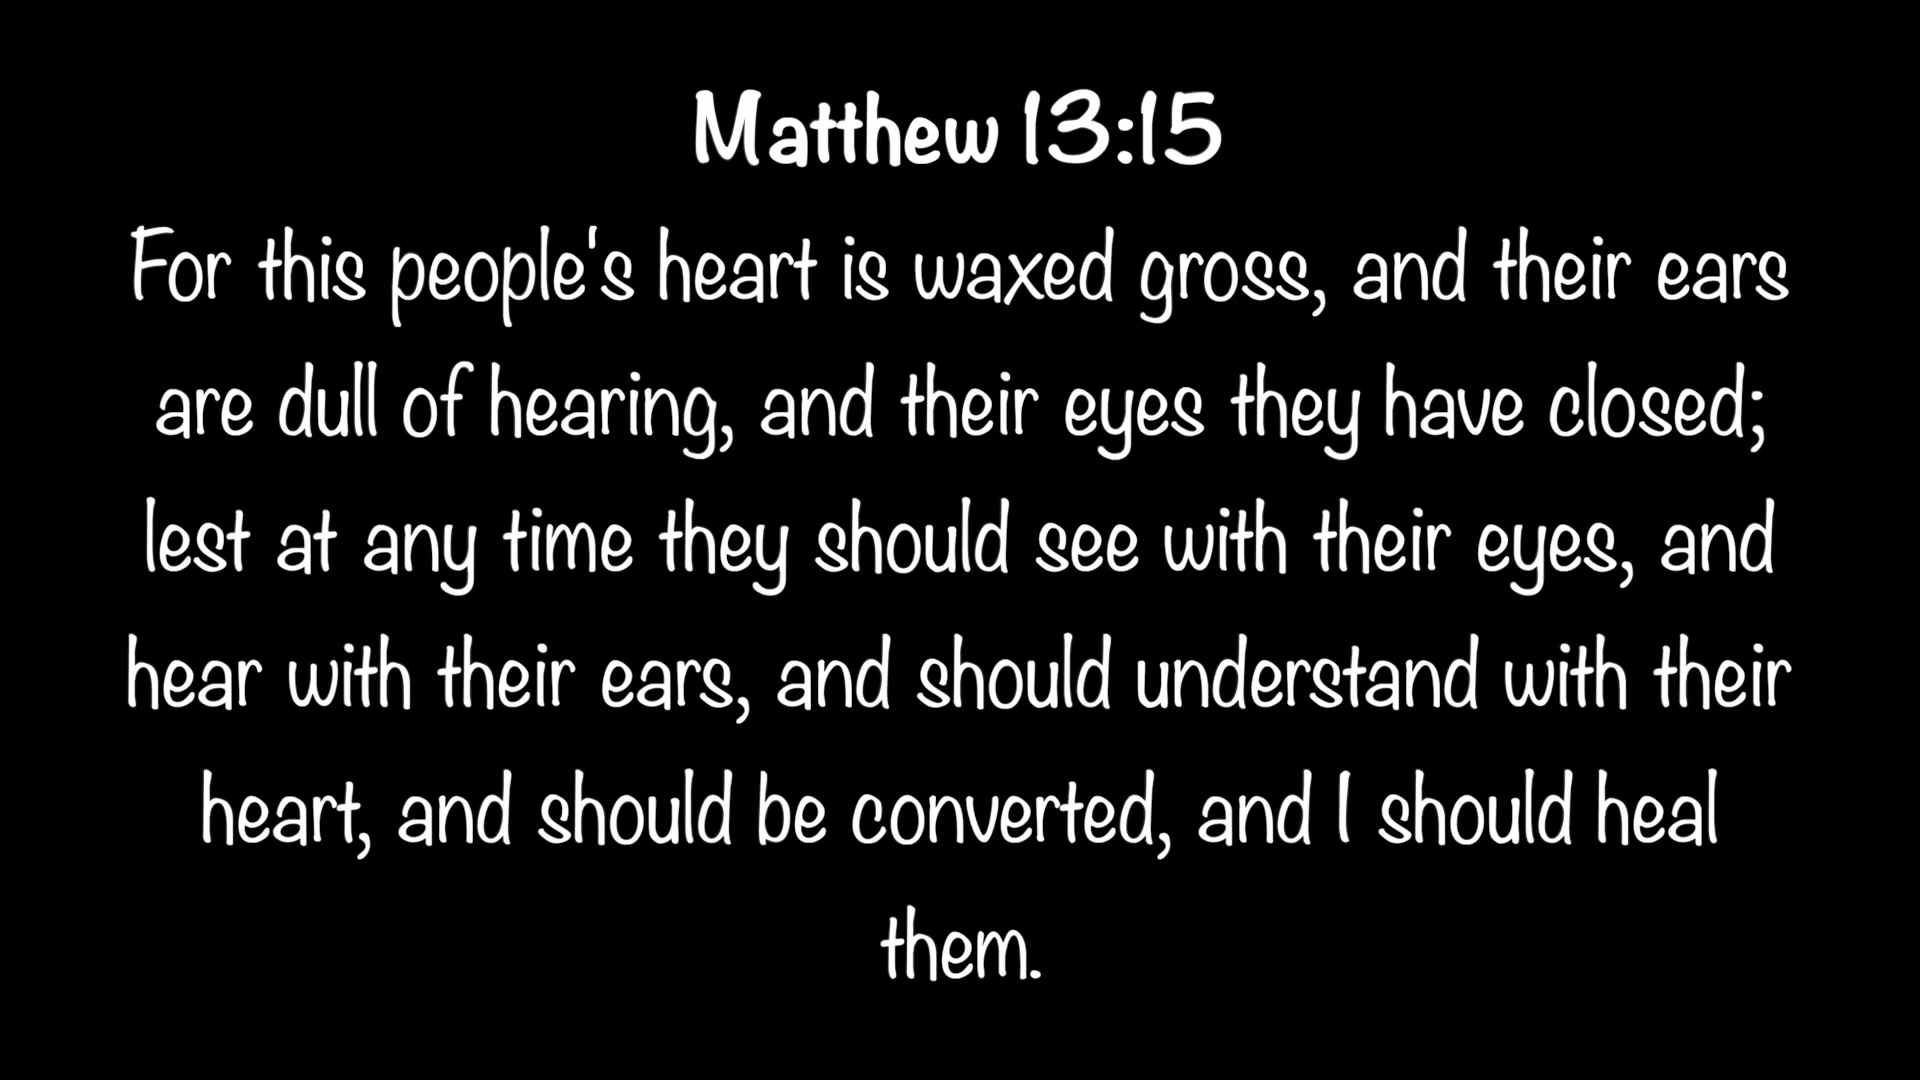 Matthew 13:15
For this people's heart is waxed gross, and their ears
are dull of hearing, and their eyes they have closed;
lest at any time they should see with their eyes, and
hear with their ears, and should understand with their
heart, and should be converted, and I should heal
them.